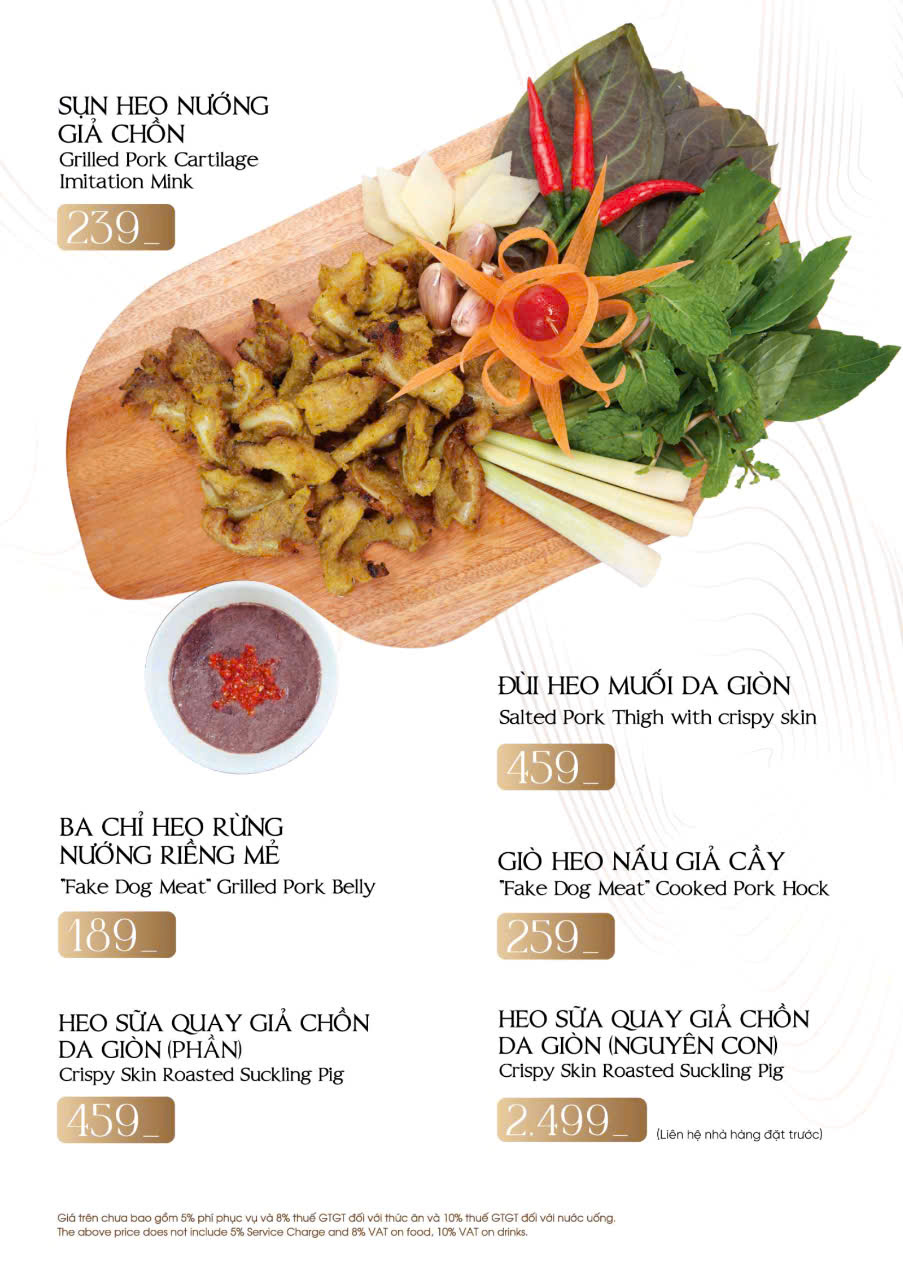 SỤN HEO NƯỚNG
GIẢ CHỒN
Grilled Pork Cartilage
Imitation Mink
239_
ĐÙI HEO MUỐI DA GIÒN
Salted Pork Thigh with crispy skin
459_
BA CHỈ HEO RỪNG
NƯỚNG RIỀNG MẺ
"Fake Dog Meat" Grilled Pork Belly
189_
GIÒ HEO NẤU GIẢ CẦY
"Fake Dog Meat" Cooked Pork Hock
259_
HEO SỮA QUAY GIẢ CHỒN
DA GIÒN (PHẦN)
Crispy Skin Roasted Suckling Pig
459_
HEO SỮA QUAY GIẢ CHỒN
DA GIÒN (NGUYÊN CON)
Crispy Skin Roasted Suckling Pig
2.499_
(Liên hệ nhà hàng đặt trước)
Giá trên chưa bao gồm 5% phí phục vụ và 8% thuế GTGT đối với thức ăn và 10% thuế GTGT đối với nước uống.
The above price does not include 5% Service Charge and 8% VAT on food, 10% VAT on drinks.